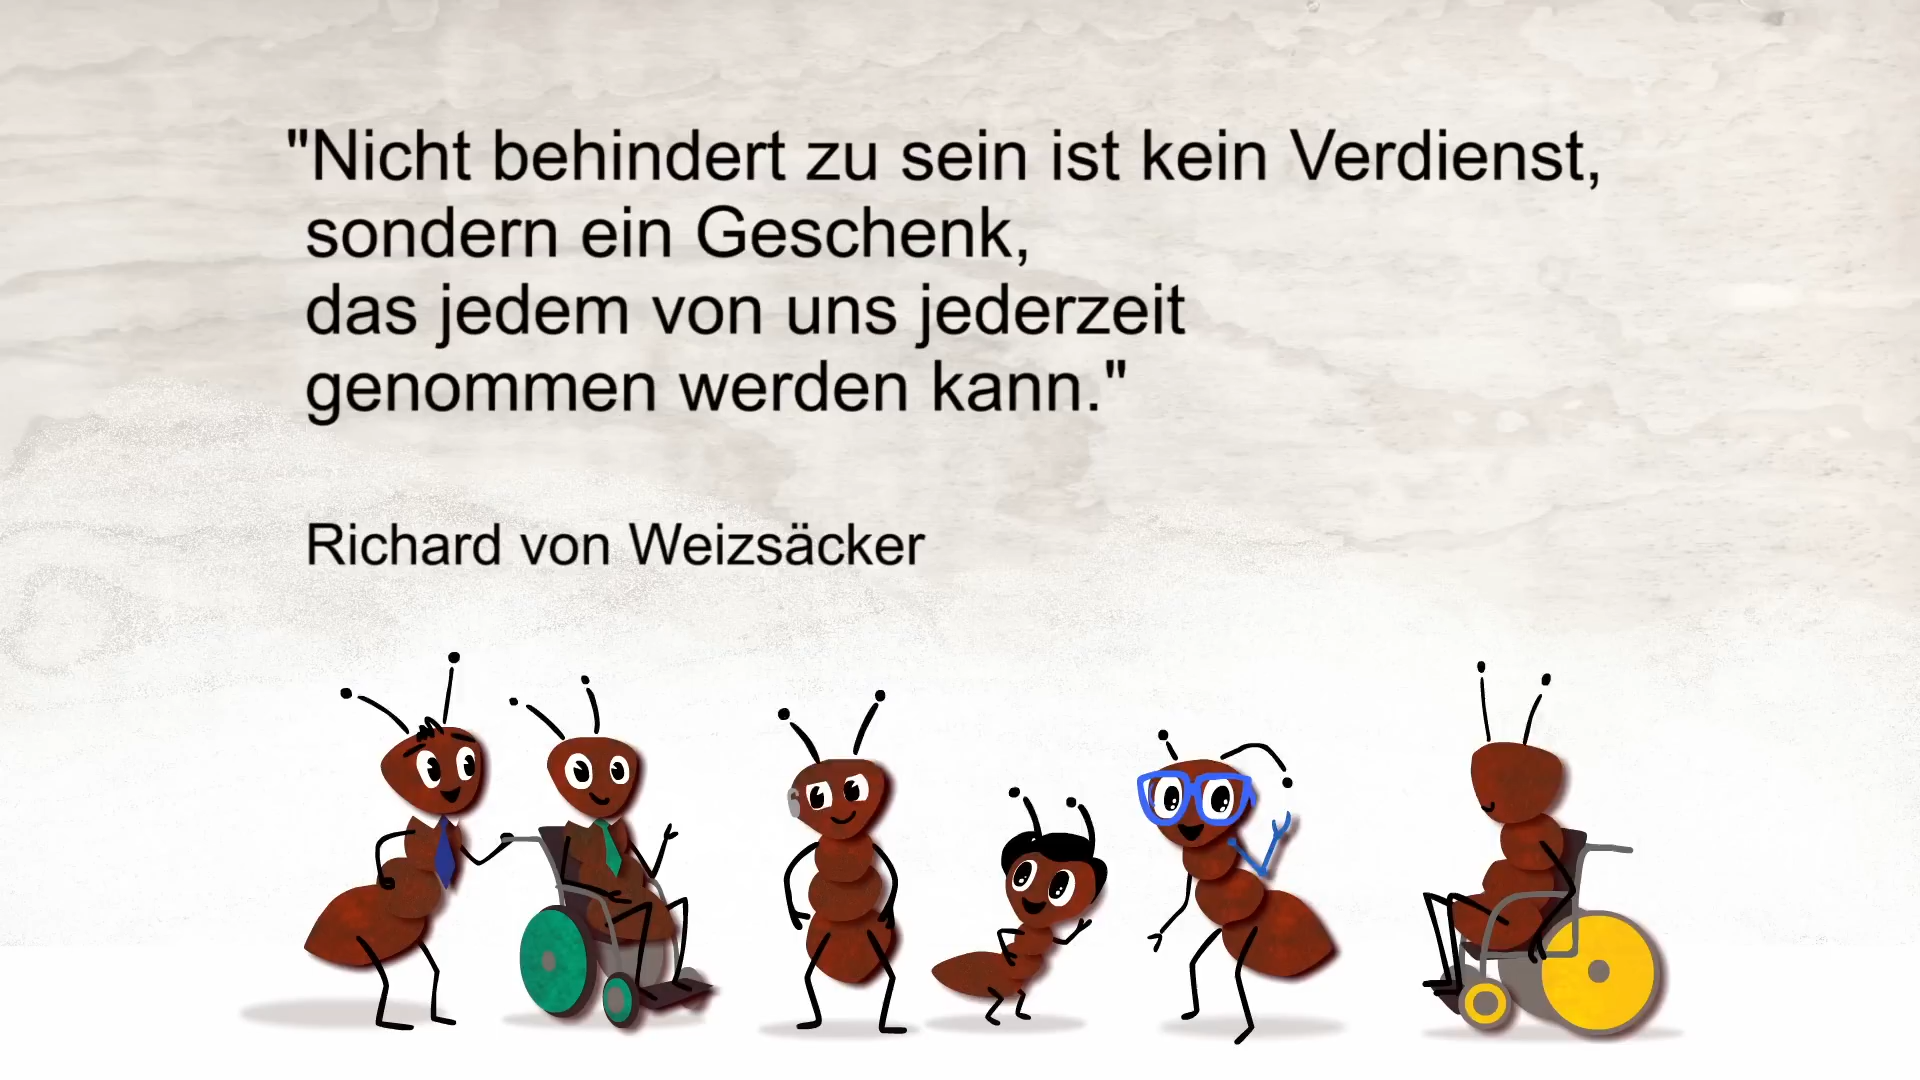 "Nicht behindert zu sein ist kein Verdienst,
sondern ein Geschenk,
das jedem von uns jederzeit
genommen werden kann."
Richard von Weizsäcker